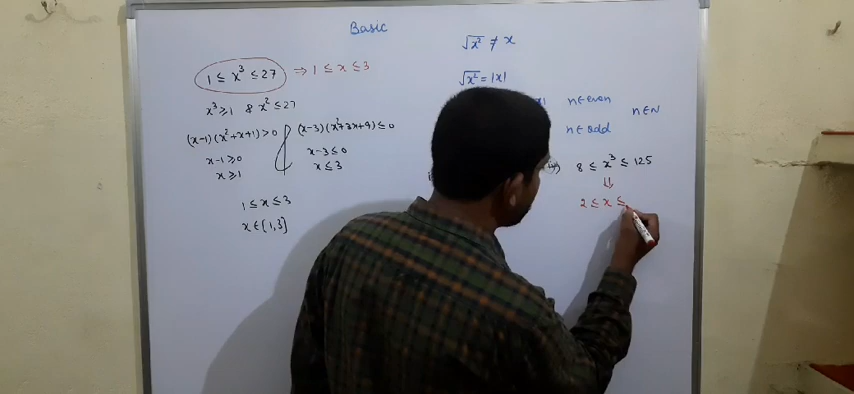 Basic
1 ≤ x³ ≤ 27 ⇒ 1 ≤ x ≤ 3
x³ ≥ 1 & x² ≤ 27
(x-1)(x²+x+1) > 0 (x-3)(x²+3x+9) ≤ 0
x-1 ≥ 0 x-3 ≤ 0
x ≥ 1 x ≤ 3
1 ≤ x ≤ 3
x ∈ [1,3]
√x² ≠ x
√x² = |x|
n ∈ even
n ∈ odd
n ∈ N
8 ≤ x³ ≤ 125
⇓
2 ≤ x ≤